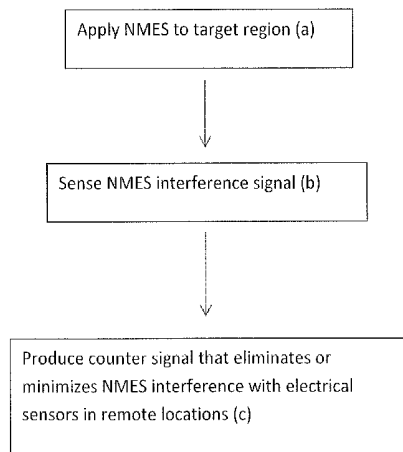 Apply NMES to target region (a)
Sense NMES interference signal (b)
Produce counter signal that eliminates or
minimizes NMES interference with electrical
sensors in remote locations (c)